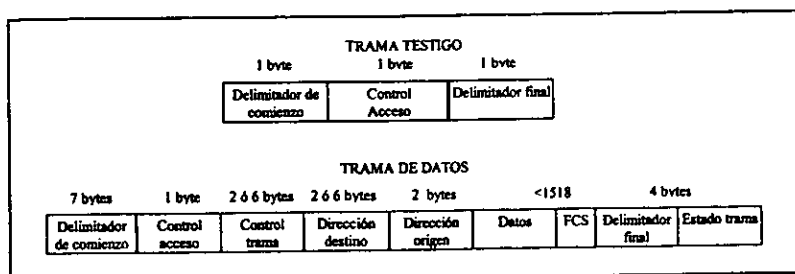 TRAMA TESTIGO
1 byte 1 byte 1 byte
Delimitador de comienzo Control Acceso Delimitador final
TRAMA DE DATOS
7 bytes 1 byte 2 ó 6 bytes 2 ó 6 bytes 2 bytes <1518 4 bytes
Delimitador de comienzo Control acceso Control trama Dirección destino Dirección origen Datos FCS Delimitador final Estado trama